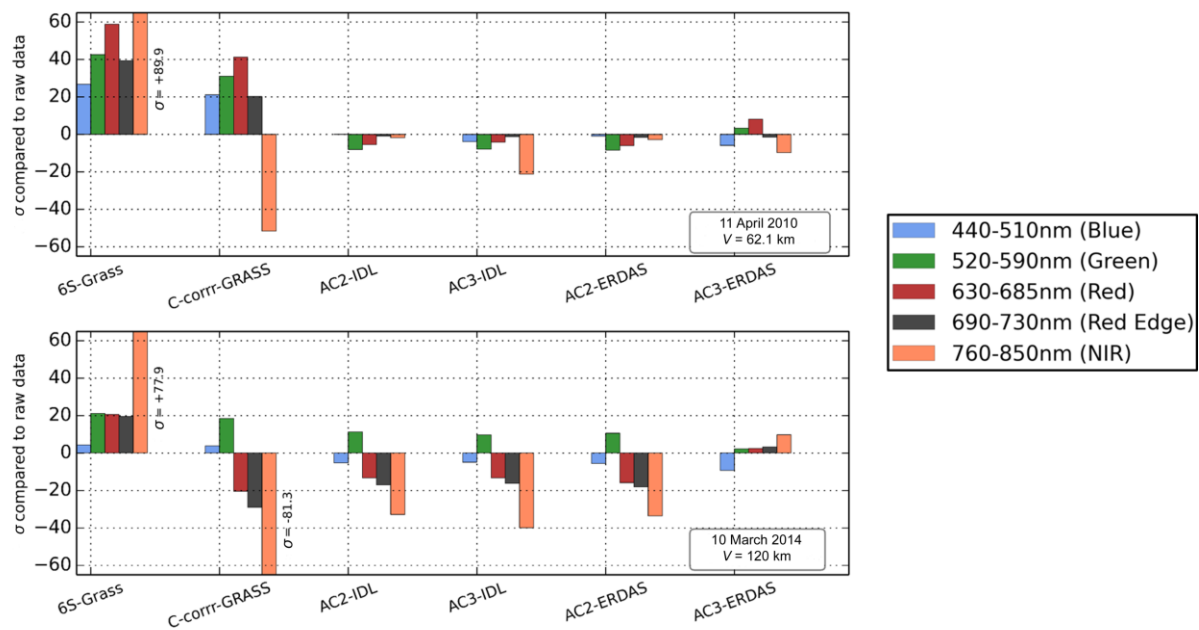 60
40
20
0
−20
−40
−60
σ compared to raw data
σ = +89.9
11 April 2010
V = 62.1 km
6S-Grass
C-corrr-GRASS
AC2-IDL
AC3-IDL
AC2-ERDAS
AC3-ERDAS
440-510nm (Blue)
520-590nm (Green)
630-685nm (Red)
690-730nm (Red Edge)
760-850nm (NIR)
60
40
20
0
−20
−40
−60
σ compared to raw data
σ = +77.9
σ = -81.3
10 March 2014
V = 120 km
6S-Grass
C-corrr-GRASS
AC2-IDL
AC3-IDL
AC2-ERDAS
AC3-ERDAS